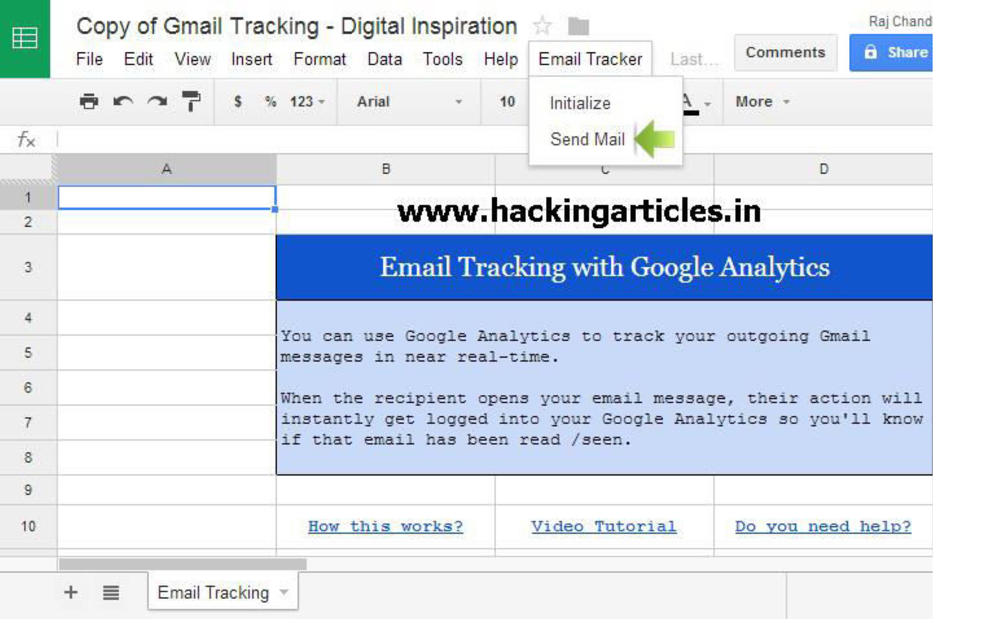 Copy of Gmail Tracking - Digital Inspiration
Raj Chand
File Edit View Insert Format Data Tools Help Email Tracker Last...
Comments
Share
$ % 123 Arial 10 A More
Initialize
Send Mail
fx
A B C D
1
www.hackingarticles.in
2
3 Email Tracking with Google Analytics
4
You can use Google Analytics to track your outgoing Gmail
5
messages in near real-time.
6
When the recipient opens your email message, their action will
7
instantly get logged into your Google Analytics so you'll know
if that email has been read /seen.
8
9
10 How this works? Video Tutorial Do you need help?
+ Email Tracking